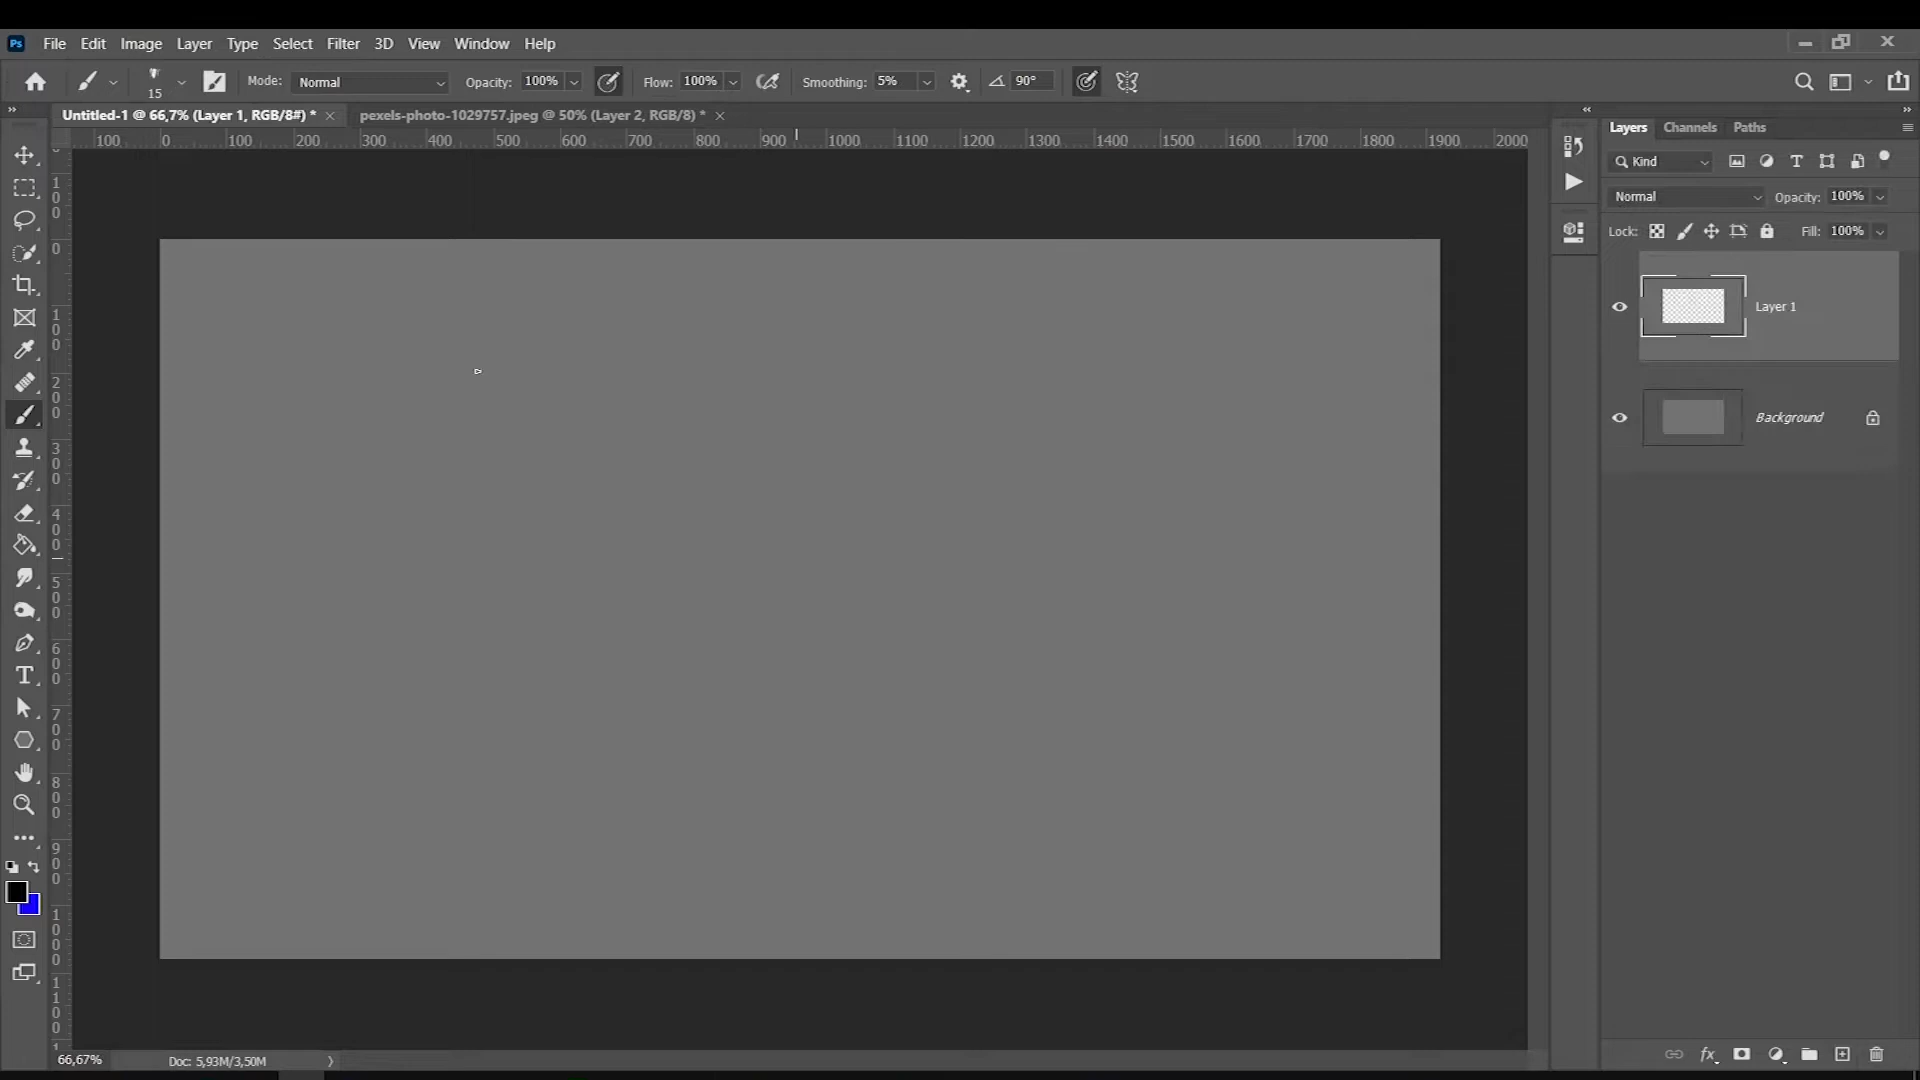 Ps File Edit Image Layer Type Select Filter 3D View Window Help
15 Mode: Normal Opacity: 100% Flow: 100% Smoothing: 5% 90°
Untitled-1 @ 66,7% (Layer 1, RGB/8#) * pexels-photo-1029757.jpeg @ 50% (Layer 2, RGB/8) *
100 0 100 200 300 400 500 600 700 800 900 1000 1100 1200 1300 1400 1500 1600 1700 1800 1900 2000
100
0
100
200
300
400
500
600
700
800
900
1000
1100
Layers Channels Paths
Kind
Normal Opacity: 100%
Lock: Fill: 100%
Layer 1
Background
66,67% Doc: 5,93M/3,50M